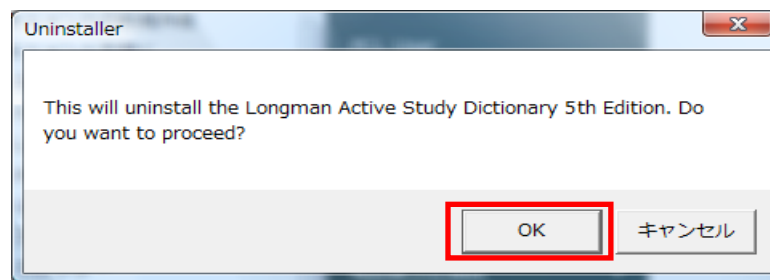 Uninstaller
This will uninstall the Longman Active Study Dictionary 5th Edition. Do
you want to proceed?
OK
キャンセル